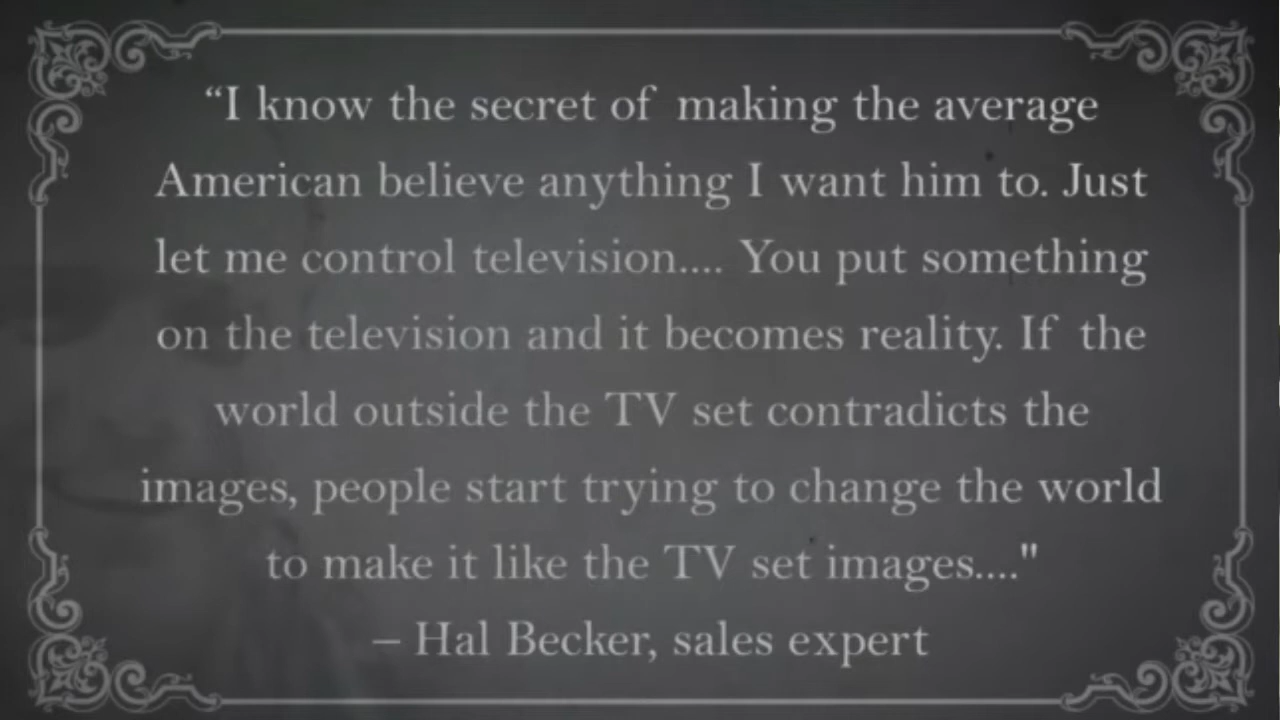 “I know the secret of making the average
American believe anything I want him to. Just
let me control television.... You put something
on the television and it becomes reality. If the
world outside the TV set contradicts the
images, people start trying to change the world
to make it like the TV set images...."
– Hal Becker, sales expert